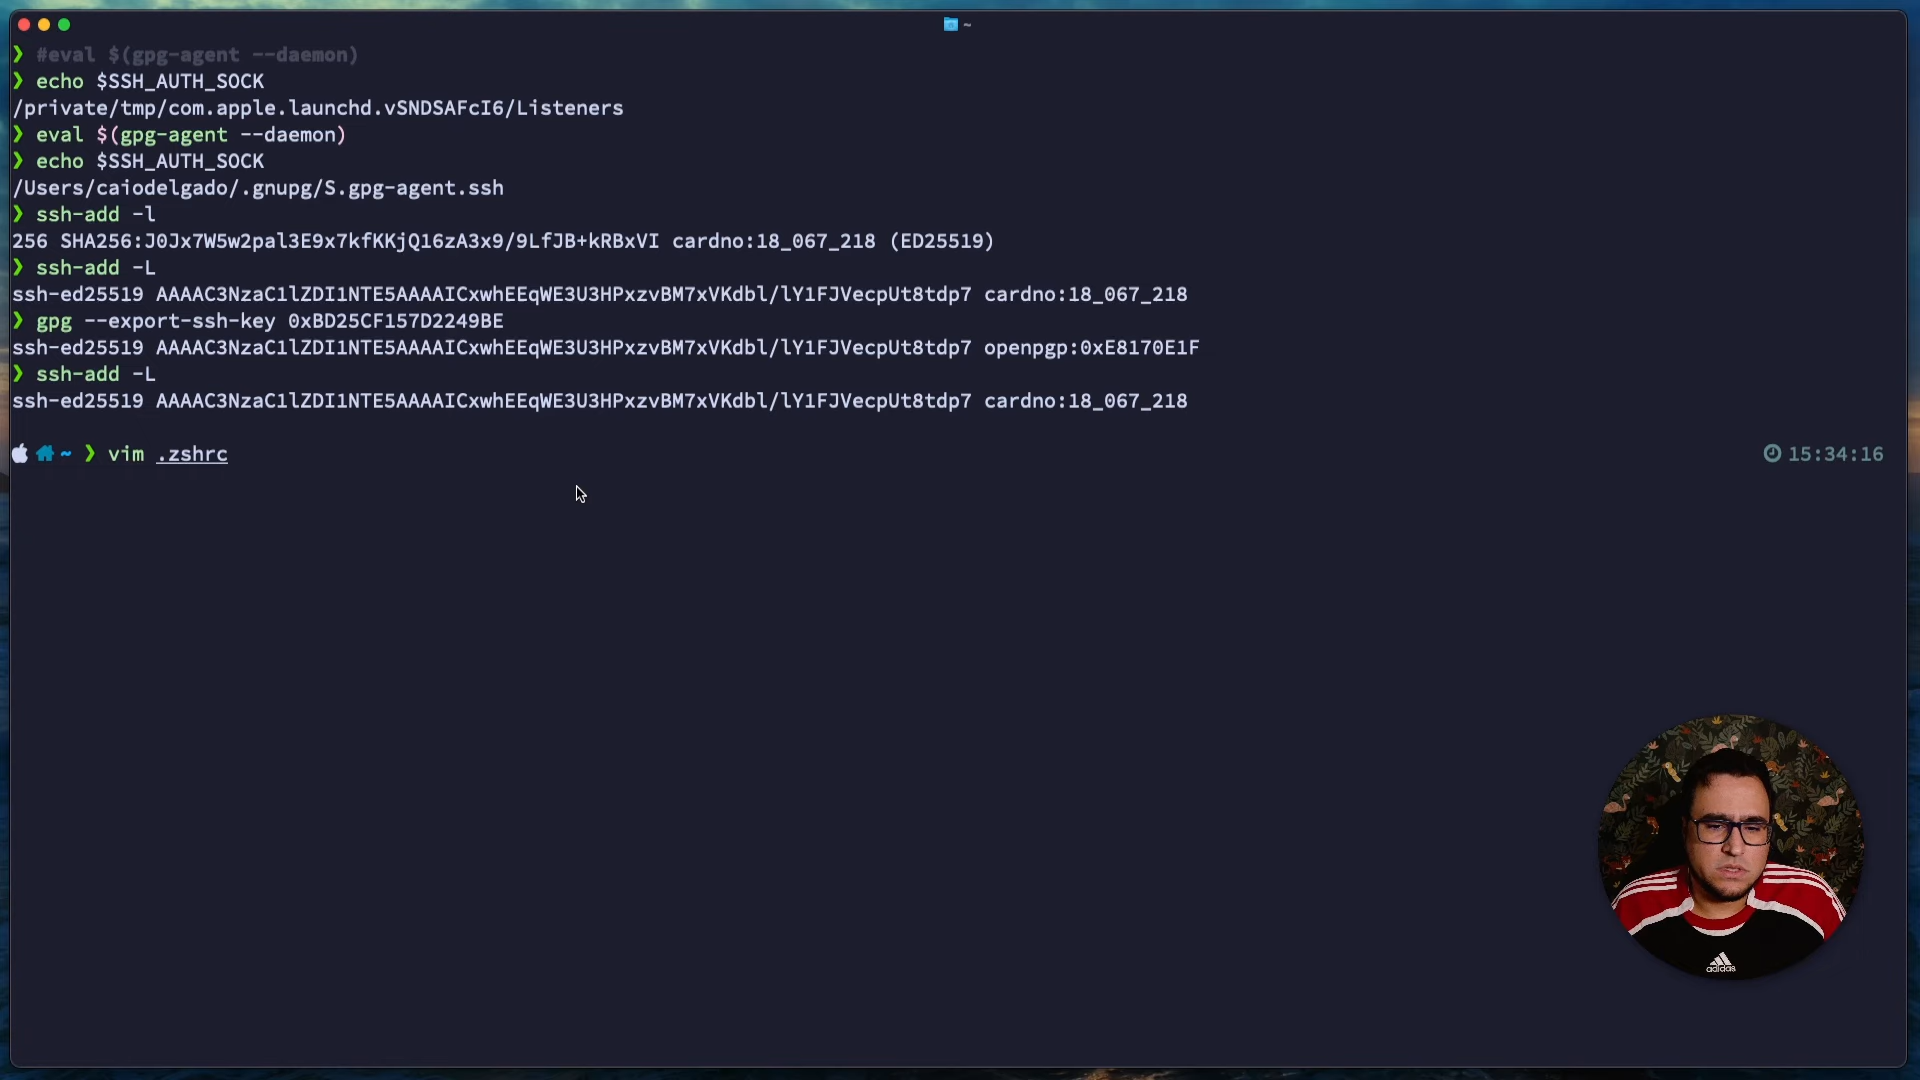 ~
❯ #eval $(gpg-agent --daemon)
❯ echo $SSH_AUTH_SOCK
/private/tmp/com.apple.launchd.vSNDSAFcI6/Listeners
❯ eval $(gpg-agent --daemon)
❯ echo $SSH_AUTH_SOCK
/Users/caiodelgado/.gnupg/S.gpg-agent.ssh
❯ ssh-add -l
256 SHA256:J0Jx7W5w2pal3E9x7kfKKjQ16zA3x9/9LfJB+kRBxVI cardno:18_067_218 (ED25519)
❯ ssh-add -L
ssh-ed25519 AAAAC3NzaC1lZDI1NTE5AAAAICxwhEEqWE3U3HPxzvBM7xVKdbl/lY1FJVecpUt8tdp7 cardno:18_067_218
❯ gpg --export-ssh-key 0xBD25CF157D2249BE
ssh-ed25519 AAAAC3NzaC1lZDI1NTE5AAAAICxwhEEqWE3U3HPxzvBM7xVKdbl/lY1FJVecpUt8tdp7 openpgp:0xE8170E1F
❯ ssh-add -L
ssh-ed25519 AAAAC3NzaC1lZDI1NTE5AAAAICxwhEEqWE3U3HPxzvBM7xVKdbl/lY1FJVecpUt8tdp7 cardno:18_067_218
~ ❯ vim .zshrc 15:34:16
adidas